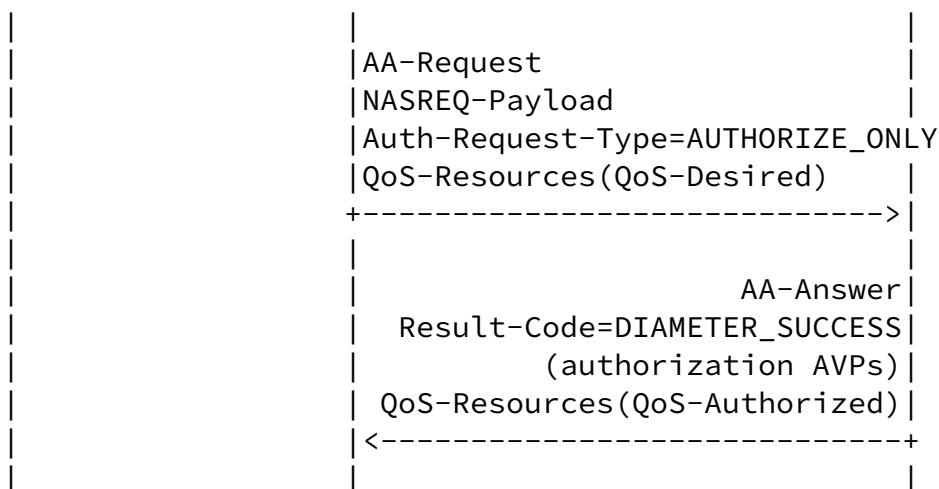 |                  |                             |
|                  |AA-Request                   |
|                  |NASREQ-Payload               |
|                  |Auth-Request-Type=AUTHORIZE_ONLY
|                  |QoS-Resources(QoS-Desired)   |
|                  +----------------------------->|
|                  |                             |
|                  |                    AA-Answer|
|                  |  Result-Code=DIAMETER_SUCCESS|
|                  |          (authorization AVPs)|
|                  | QoS-Resources(QoS-Authorized)|
|                  |<-----------------------------+
|                  |                             |